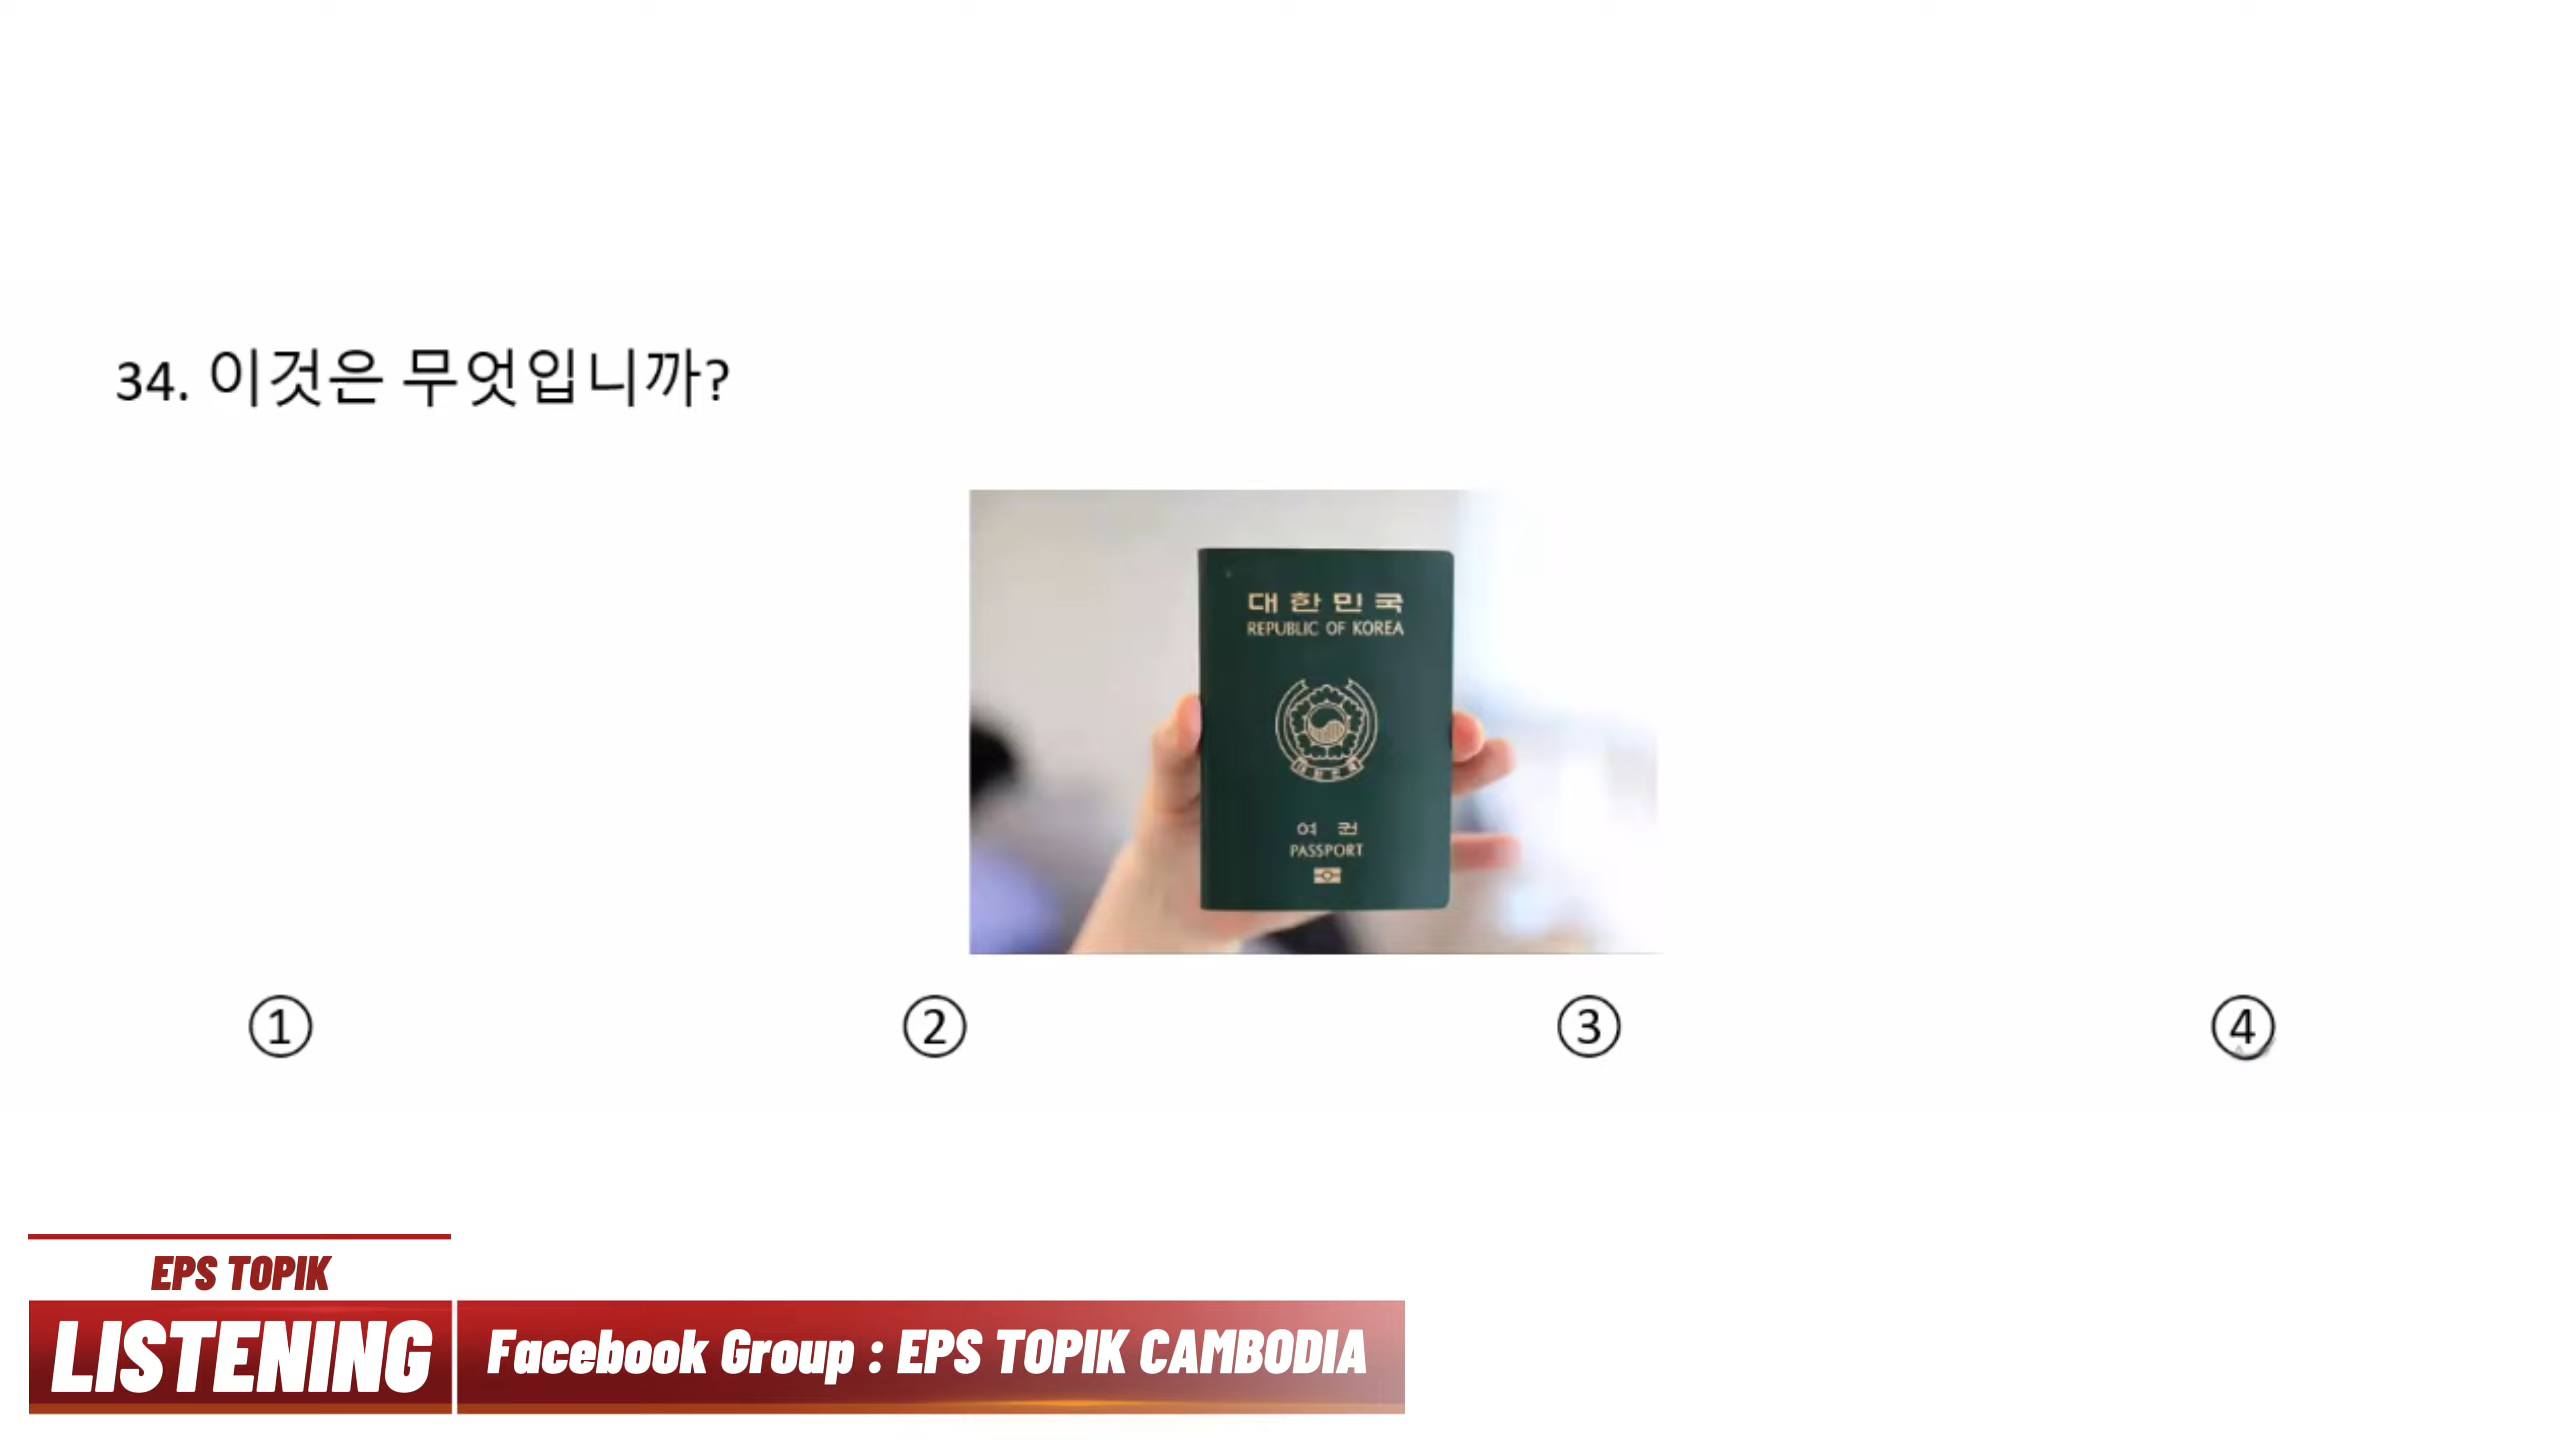 34. 이것은 무엇입니까?
대한민국
REPUBLIC OF KOREA
여 권
PASSPORT
① ② ③ ④
EPS TOPIK
LISTENING
Facebook Group : EPS TOPIK CAMBODIA